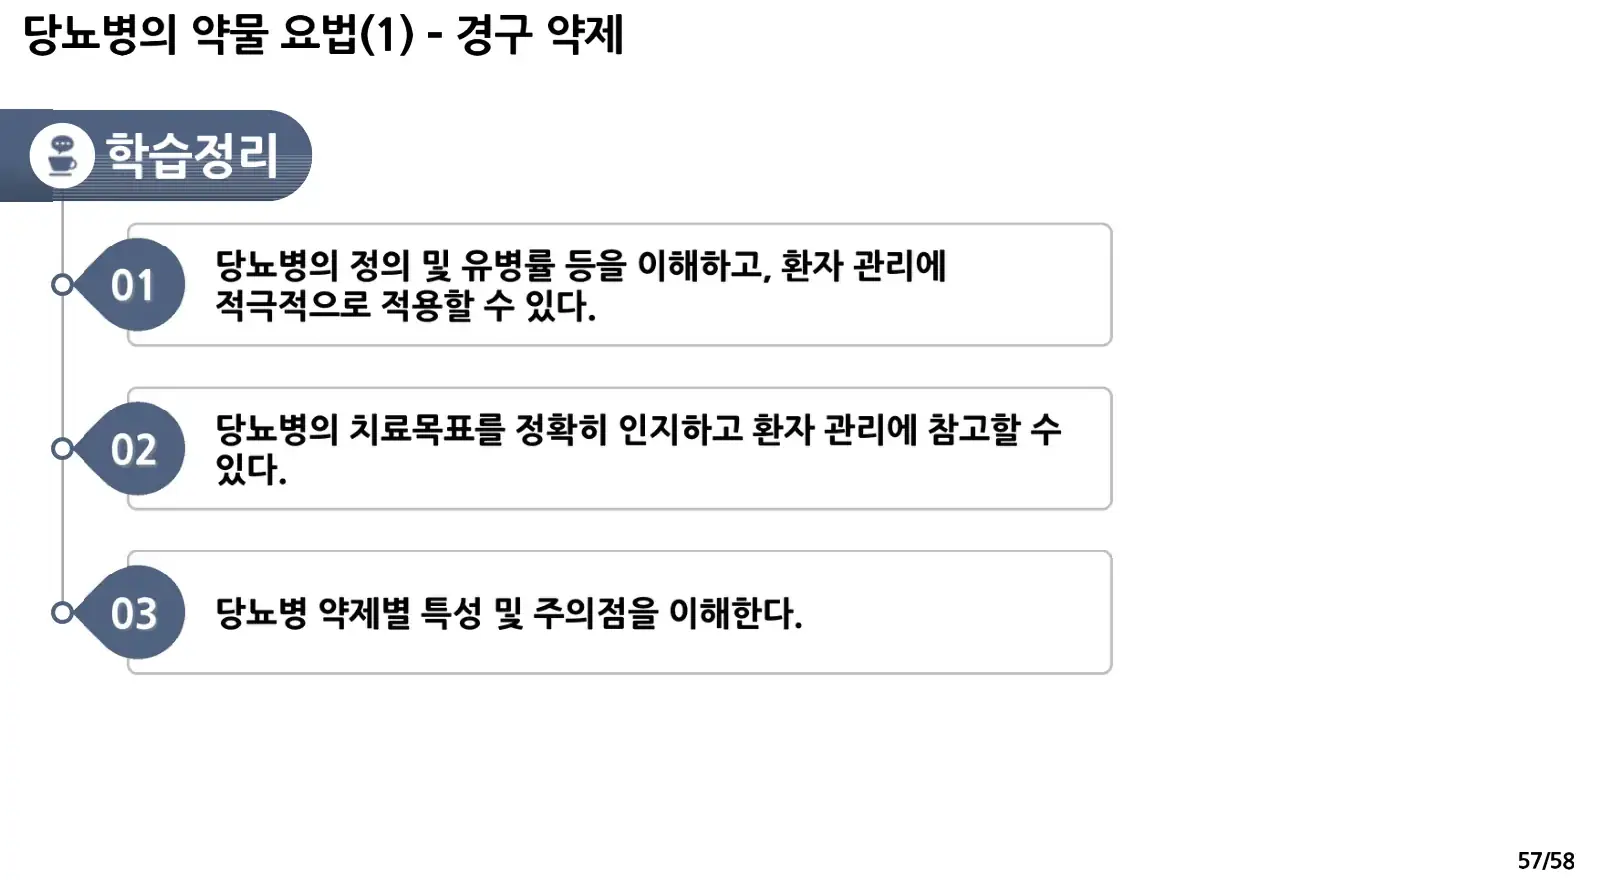 당뇨병의 약물 요법(1) - 경구 약제
학습정리
01
당뇨병의 정의 및 유병률 등을 이해하고, 환자 관리에
적극적으로 적용할 수 있다.
02
당뇨병의 치료목표를 정확히 인지하고 환자 관리에 참고할 수
있다.
03
당뇨병 약제별 특성 및 주의점을 이해한다.
57/58